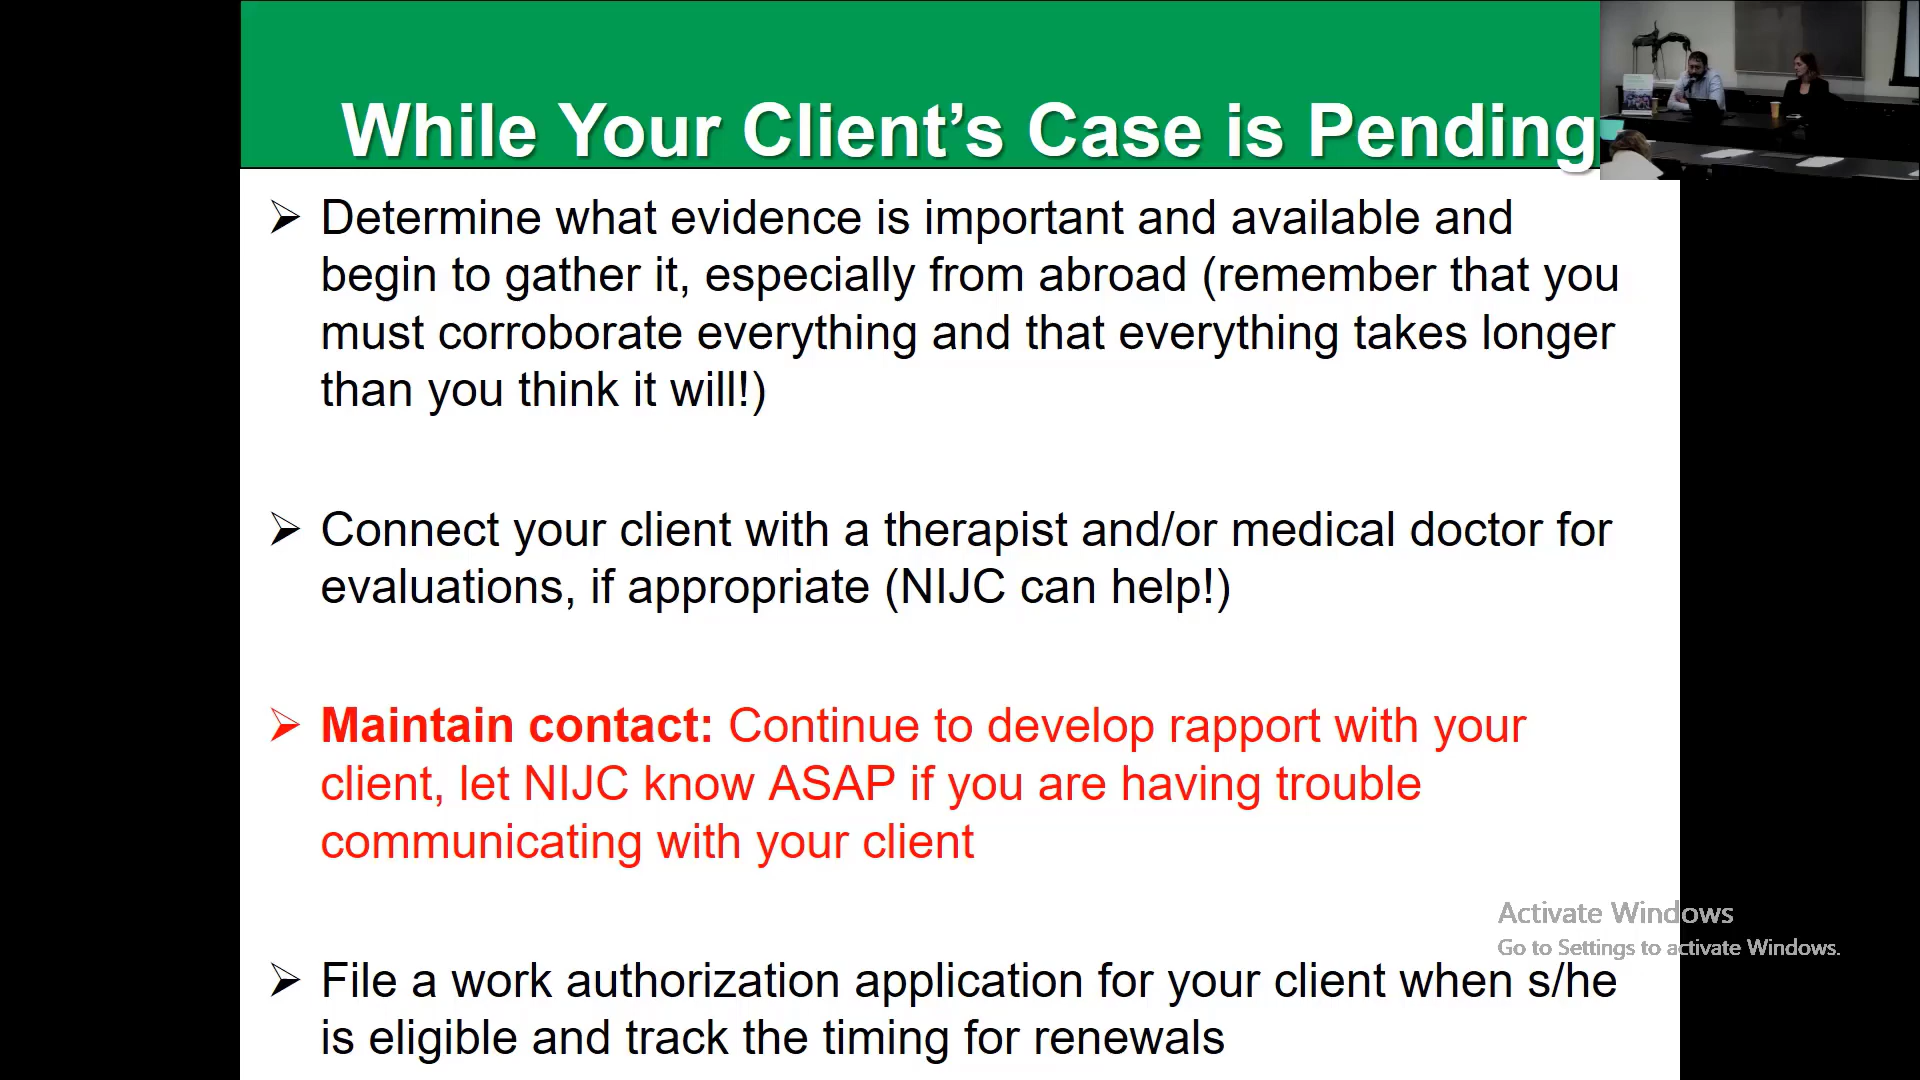 While Your Client’s Case is Pending
➢ Determine what evidence is important and available and
begin to gather it, especially from abroad (remember that you
must corroborate everything and that everything takes longer
than you think it will!)
➢ Connect your client with a therapist and/or medical doctor for
evaluations, if appropriate (NIJC can help!)
➢ Maintain contact: Continue to develop rapport with your
client, let NIJC know ASAP if you are having trouble
communicating with your client
➢ File a work authorization application for your client when s/he
is eligible and track the timing for renewals
Activate Windows
Go to Settings to activate Windows.